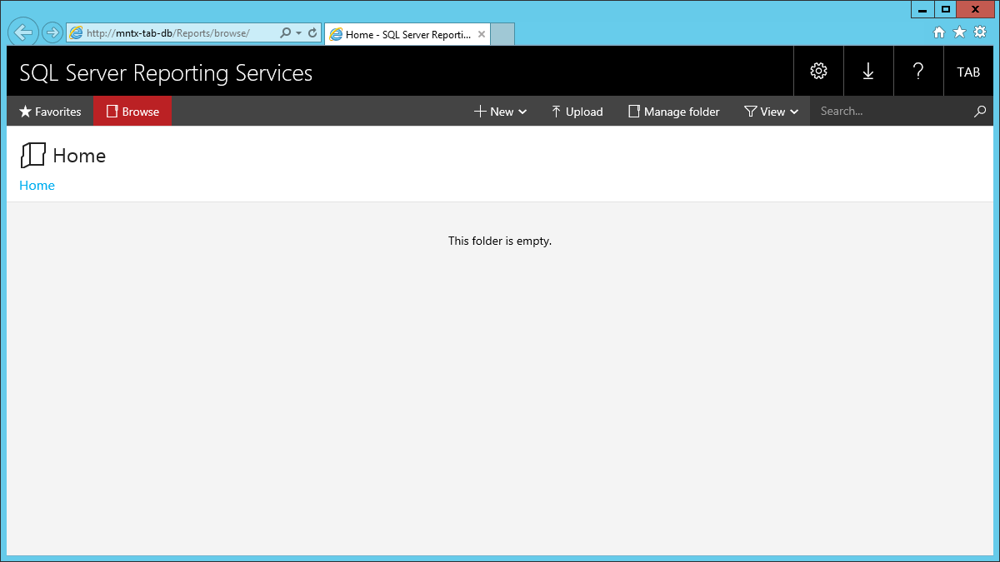 http://mntx-tab-db/Reports/browse/
Home - SQL Server Reporti...
SQL Server Reporting Services
?
TAB
Favorites
Browse
New
Upload
Manage folder
View
Search...
Home
Home
This folder is empty.